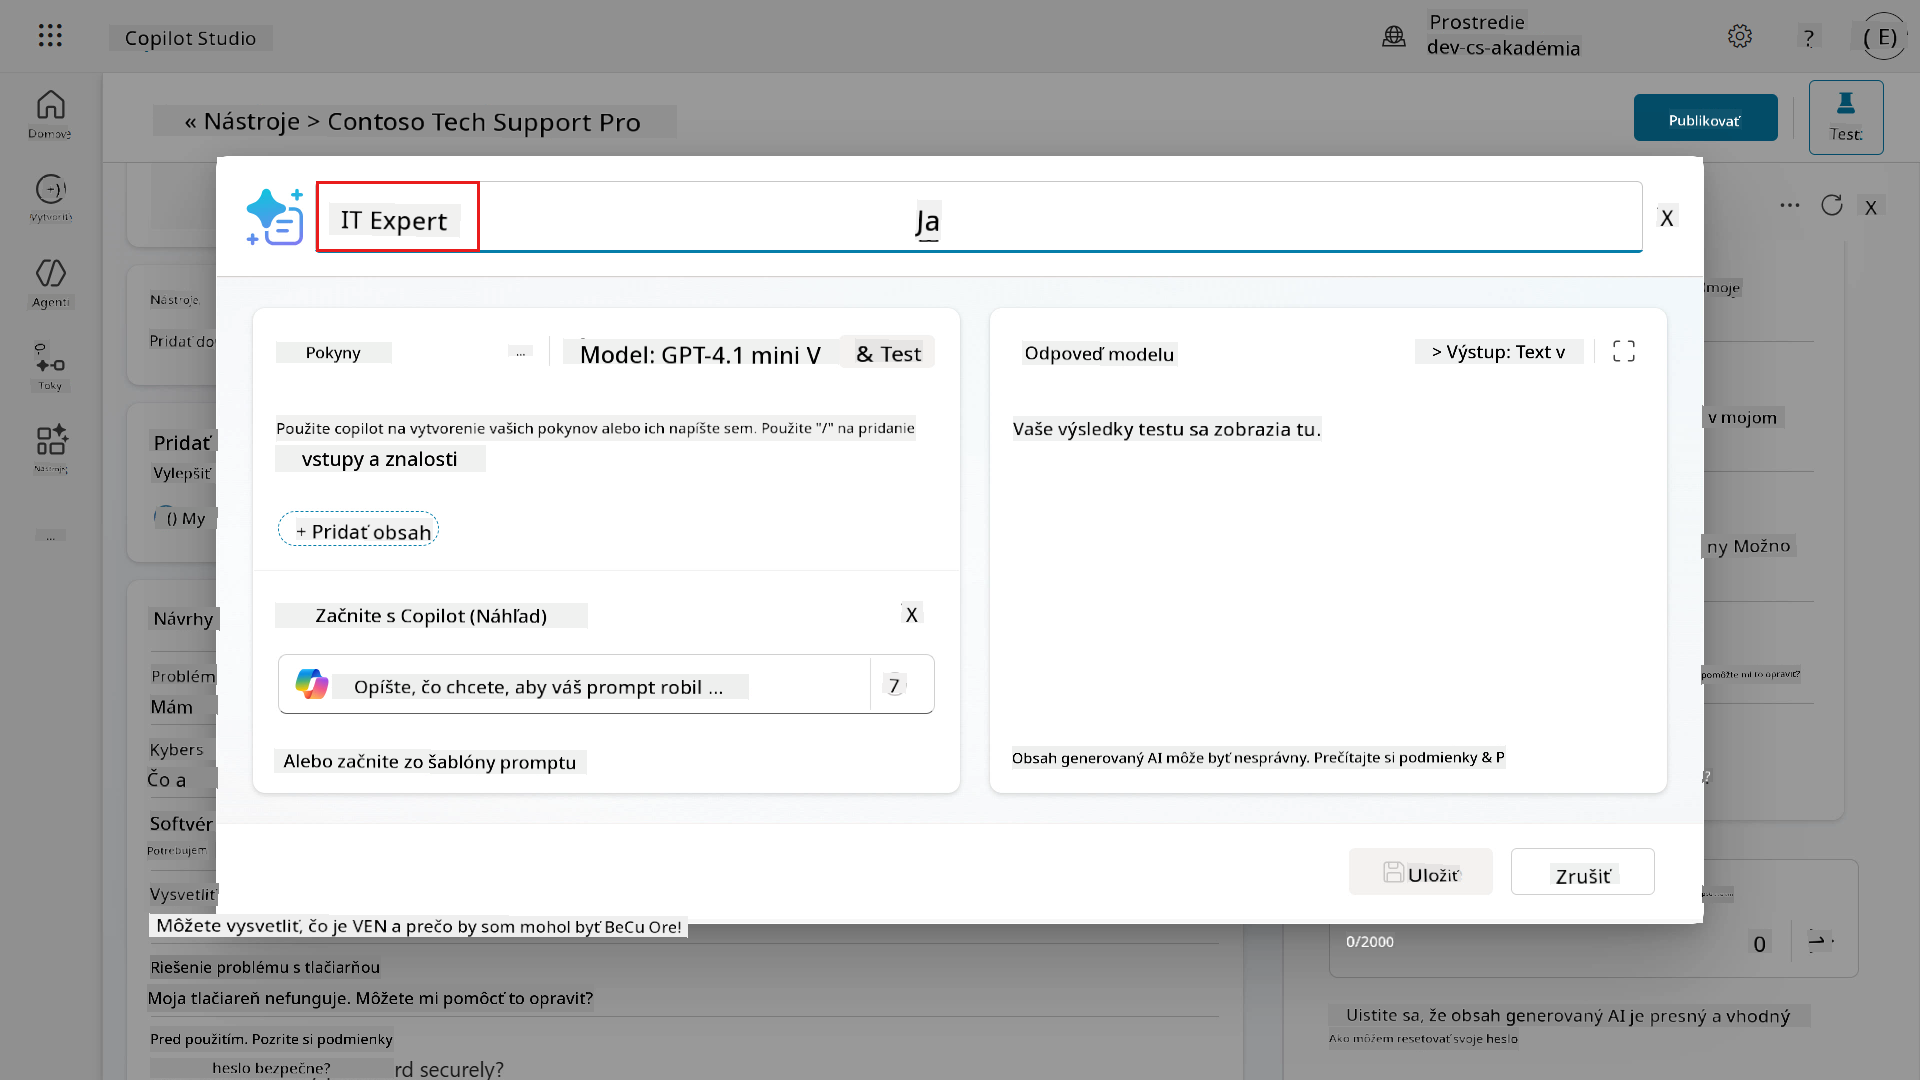 Copilot Studio
Prostredie
dev-cs-akadémia
?
( E)
Domové
« Nástroje > Contoso Tech Support Pro
Publikovať
Test.
Agenti
Toky
Nástroje
...
IT Expert
Ja
X
... X
Nástroje
Pridať do
Pridať
Vylepšiť
() My
Pokyny
...
Model: GPT-4.1 mini V
& Test
Použite copilot na vytvorenie vašich pokynov alebo ich napíšte sem. Použite "/" na pridanie
vstupy a znalosti
+ Pridať obsah
Začnite s Copilot (Náhľad)
X
Opíšte, čo chcete, aby váš prompt robil ...
7
Alebo začnite zo šablóny promptu
Odpoveď modelu
> Výstup: Text v
Vaše výsledky testu sa zobrazia tu.
Obsah generovaný AI môže byť nesprávny. Prečítajte si podmienky & P
Uložiť
Zrušiť
moje
v mojom
ny Možno
pomôžte mi to opraviť?
?
Návrhy
Problém
Mám
Kybers
Čo a
Softvér
Potrebujem
Vysvetliť
Môžete vysvetliť, čo je VEN a prečo by som mohol byť BeCu Ore!
Riešenie problému s tlačiarňou
Moja tlačiareň nefunguje. Môžete mi pomôcť to opraviť?
Pred použitím. Pozrite si podmienky
heslo bezpečne?
rd securely?
0/2000
0
Uistite sa, že obsah generovaný AI je presný a vhodný
Ako môžem resetovať svoje heslo